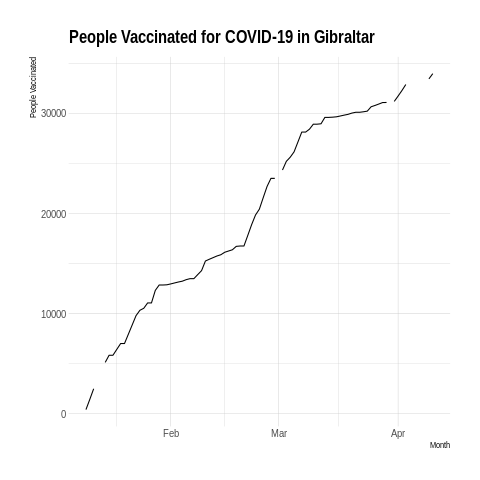 People Vaccinated for COVID-19 in Gibraltar
People Vaccinated
30000
20000
10000
0
Feb Mar Apr
Month